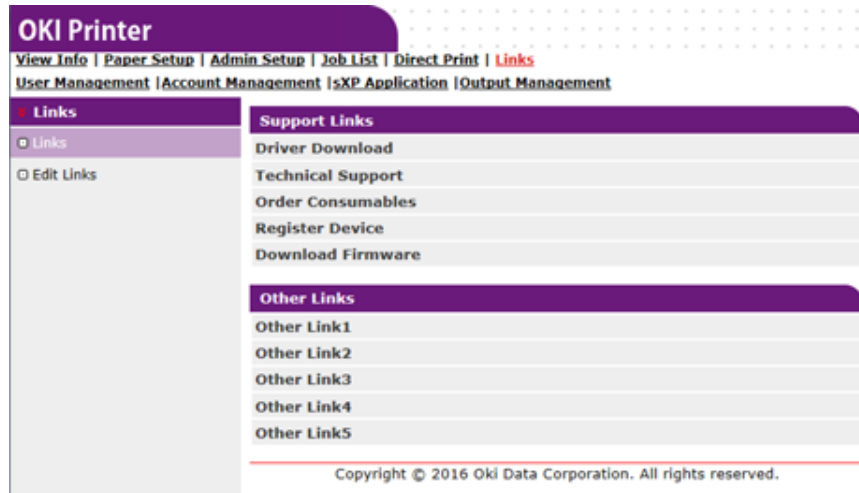 OKI Printer
View Info | Paper Setup | Admin Setup | Job List | Direct Print | Links
User Management |Account Management |sXP Application |Output Management
Links
Links
Edit Links
Support Links
Driver Download
Technical Support
Order Consumables
Register Device
Download Firmware
Other Links
Other Link1
Other Link2
Other Link3
Other Link4
Other Link5
Copyright © 2016 Oki Data Corporation. All rights reserved.